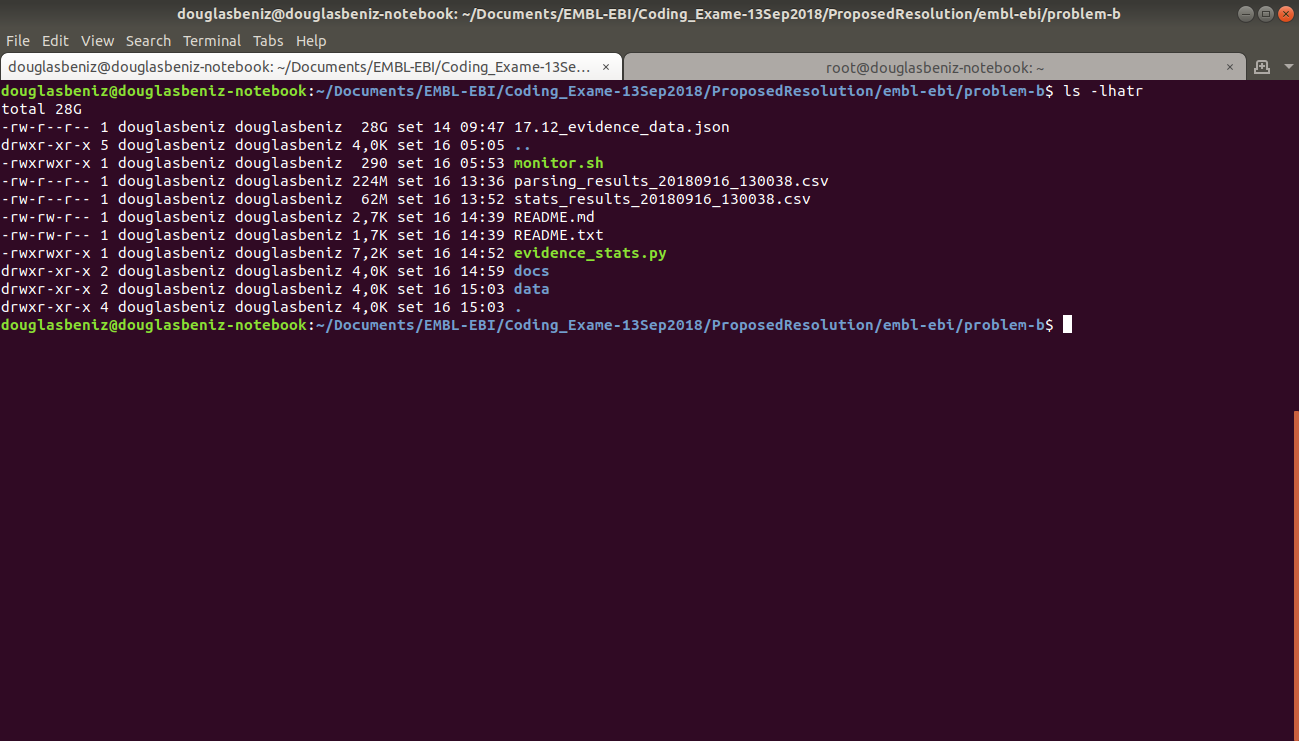 douglasbeniz@douglasbeniz-notebook: ~/Documents/EMBL-EBI/Coding_Exame-13Sep2018/ProposedResolution/embl-ebi/problem-b
File Edit View Search Terminal Tabs Help
douglasbeniz@douglasbeniz-notebook: ~/Documents/EMBL-EBI/Coding_Exame-13Se... × root@douglasbeniz-notebook: ~ ×
douglasbeniz@douglasbeniz-notebook:~/Documents/EMBL-EBI/Coding_Exame-13Sep2018/ProposedResolution/embl-ebi/problem-b$ ls -lhatr
total 28G
-rw-r--r-- 1 douglasbeniz douglasbeniz  28G set 14 09:47 17.12_evidence_data.json
drwxr-xr-x 5 douglasbeniz douglasbeniz 4,0K set 16 05:05 ..
-rwxrwxr-x 1 douglasbeniz douglasbeniz  290 set 16 05:53 monitor.sh
-rw-r--r-- 1 douglasbeniz douglasbeniz 224M set 16 13:36 parsing_results_20180916_130038.csv
-rw-r--r-- 1 douglasbeniz douglasbeniz  62M set 16 13:52 stats_results_20180916_130038.csv
-rw-rw-r-- 1 douglasbeniz douglasbeniz 2,7K set 16 14:39 README.md
-rw-rw-r-- 1 douglasbeniz douglasbeniz 1,7K set 16 14:39 README.txt
-rwxrwxr-x 1 douglasbeniz douglasbeniz 7,2K set 16 14:52 evidence_stats.py
drwxr-xr-x 2 douglasbeniz douglasbeniz 4,0K set 16 14:59 docs
drwxr-xr-x 2 douglasbeniz douglasbeniz 4,0K set 16 15:03 data
drwxr-xr-x 4 douglasbeniz douglasbeniz 4,0K set 16 15:03 .
douglasbeniz@douglasbeniz-notebook:~/Documents/EMBL-EBI/Coding_Exame-13Sep2018/ProposedResolution/embl-ebi/problem-b$